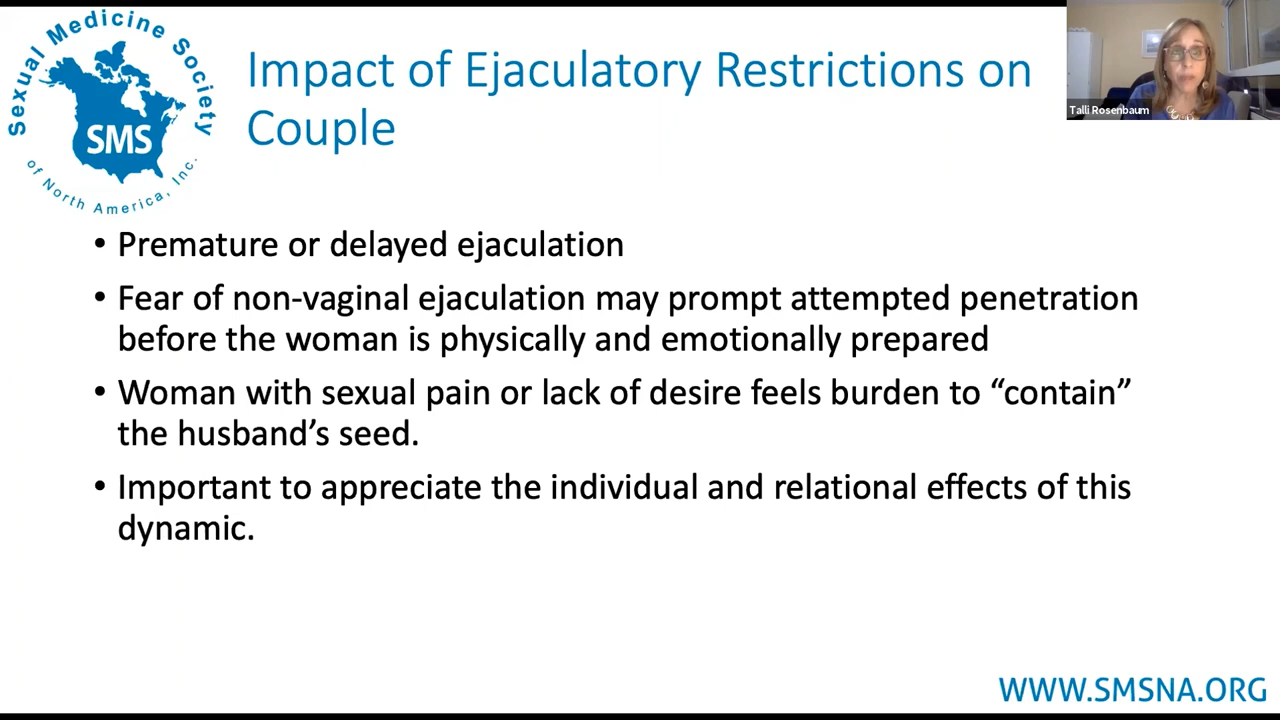 Sexual Medicine Society
SMS
of North America, Inc.
Impact of Ejaculatory Restrictions on
Couple
Talli Rosenbaum
• Premature or delayed ejaculation
• Fear of non-vaginal ejaculation may prompt attempted penetration
before the woman is physically and emotionally prepared
• Woman with sexual pain or lack of desire feels burden to “contain”
the husband’s seed.
• Important to appreciate the individual and relational effects of this
dynamic.
WWW.SMSNA.ORG